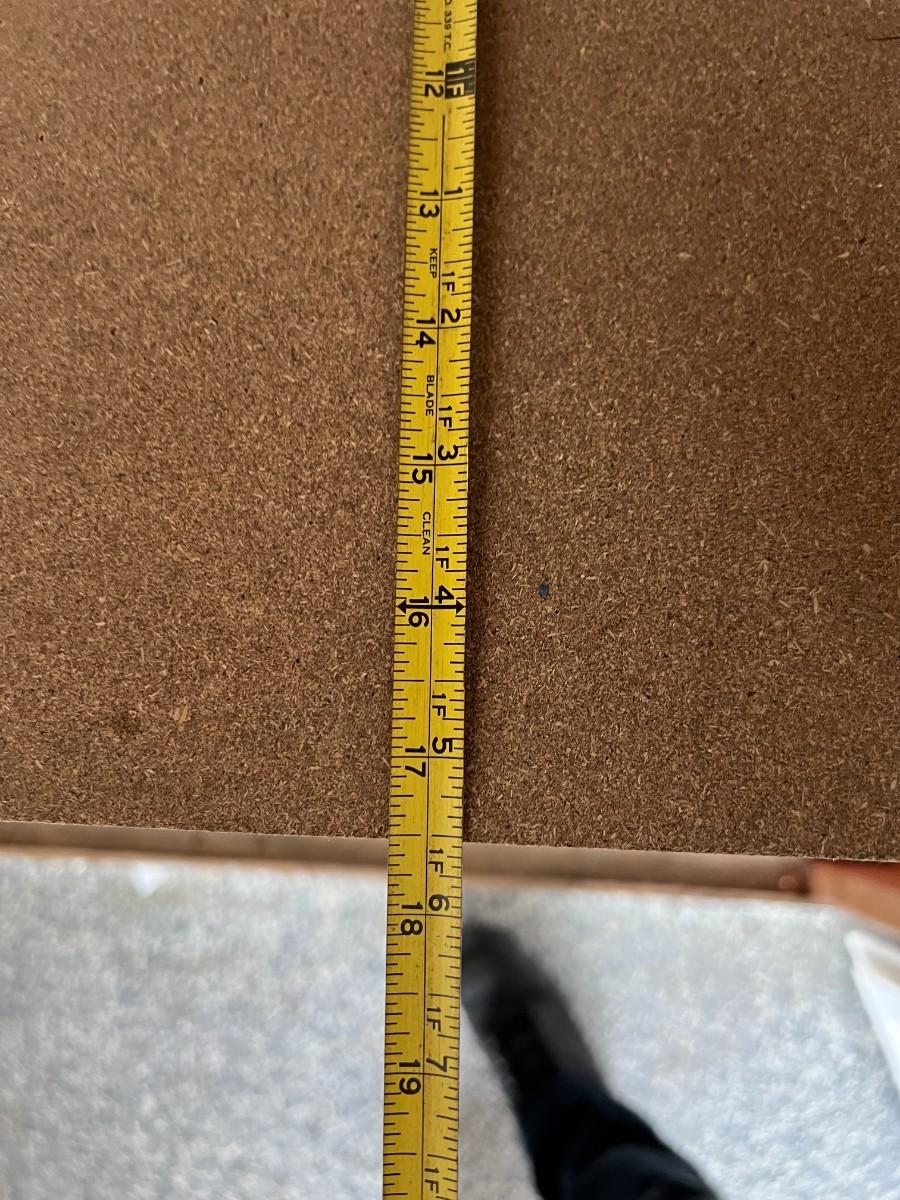 O.339 T.C.
12 1F
13 1
KEEP
1F
14 2
BLADE
1F
15 3
CLEAN
1F
16 4
1F
17 5
1F
18 6
1F
19 7
1F